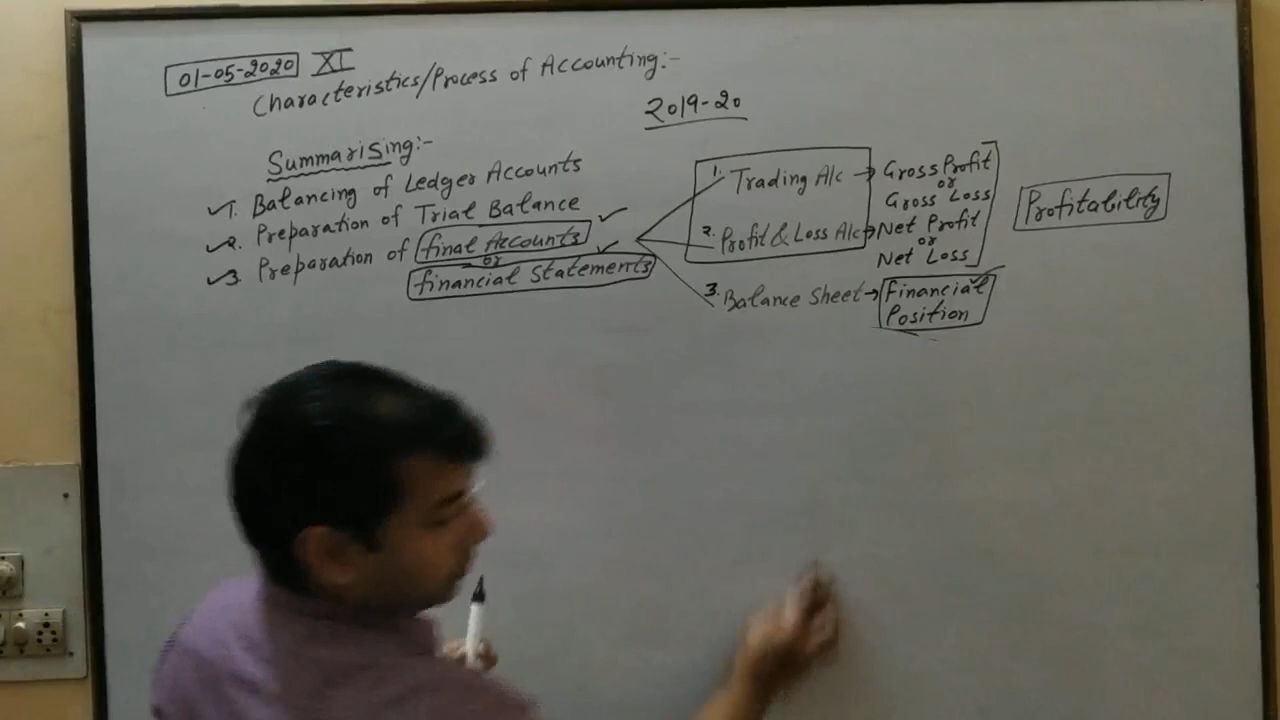 01-05-2020 XI
Characteristics/Process of Accounting:-
2019-20
Summarising:-
1. Balancing of Ledger Accounts
2. Preparation of Trial Balance
3. Preparation of final Accounts
or
financial Statements
1. Trading A/c → Gross Profit
or
Gross Loss
2. Profit & Loss A/c → Net Profit
or
Net Loss
Profitability
3. Balance Sheet → Financial
Position